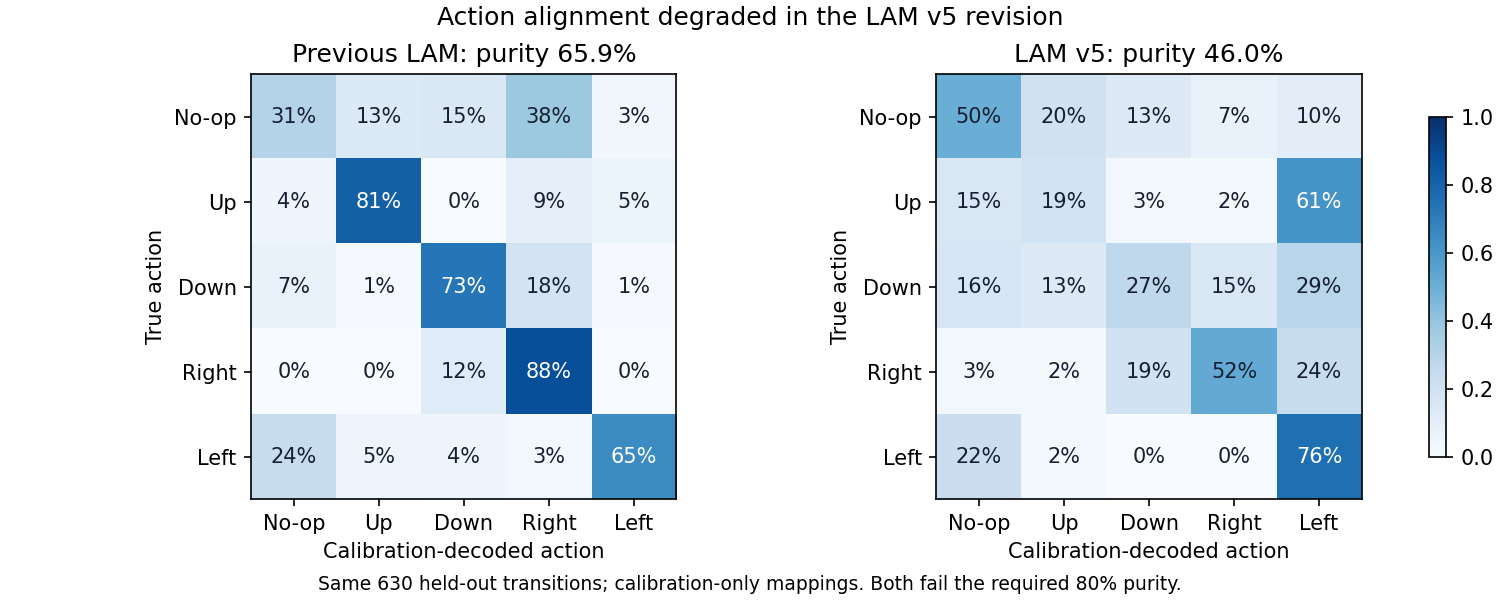 Action alignment degraded in the LAM v5 revision
Previous LAM: purity 65.9%
No-op 31% 13% 15% 38% 3%
Up 4% 81% 0% 9% 5%
Down 7% 1% 73% 18% 1%
Right 0% 0% 12% 88% 0%
Left 24% 5% 4% 3% 65%
No-op Up Down Right Left
True action
Calibration-decoded action
LAM v5: purity 46.0%
No-op 50% 20% 13% 7% 10%
Up 15% 19% 3% 2% 61%
Down 16% 13% 27% 15% 29%
Right 3% 2% 19% 52% 24%
Left 22% 2% 0% 0% 76%
No-op Up Down Right Left
True action
Calibration-decoded action
1.0
0.8
0.6
0.4
0.2
0.0
Same 630 held-out transitions; calibration-only mappings. Both fail the required 80% purity.